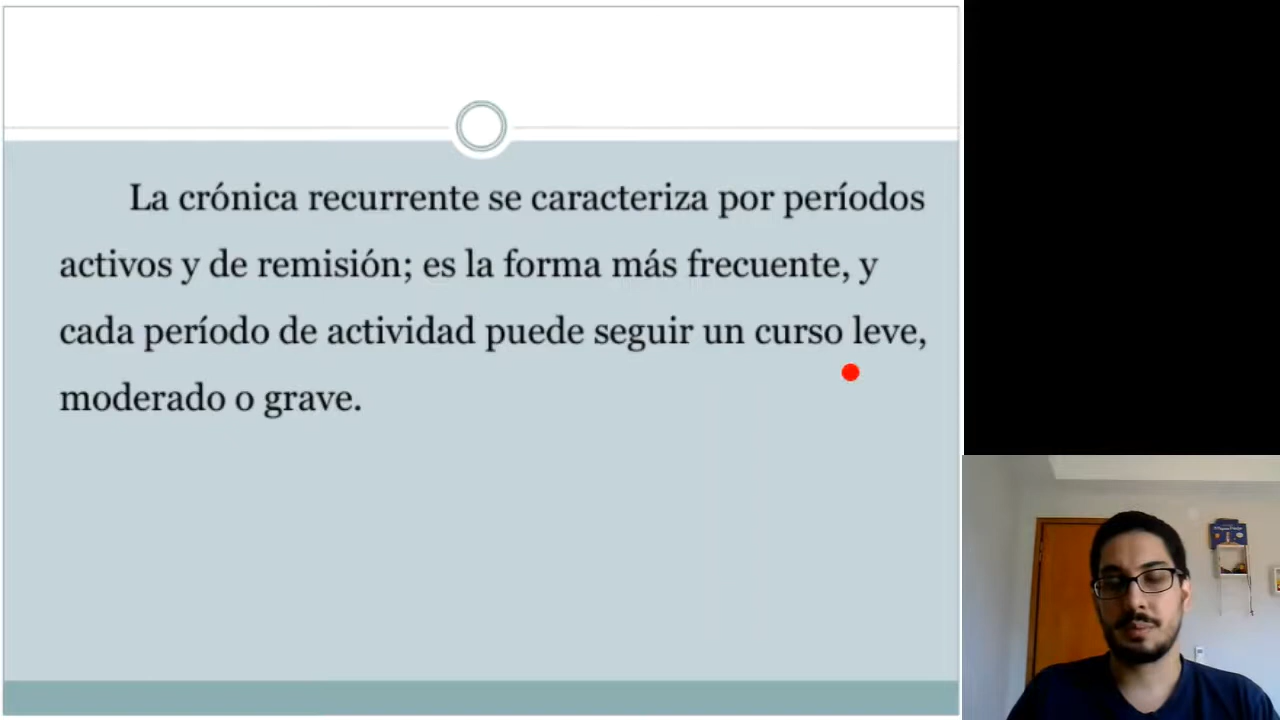 La crónica recurrente se caracteriza por períodos
activos y de remisión; es la forma más frecuente, y
cada período de actividad puede seguir un curso leve,
moderado o grave.